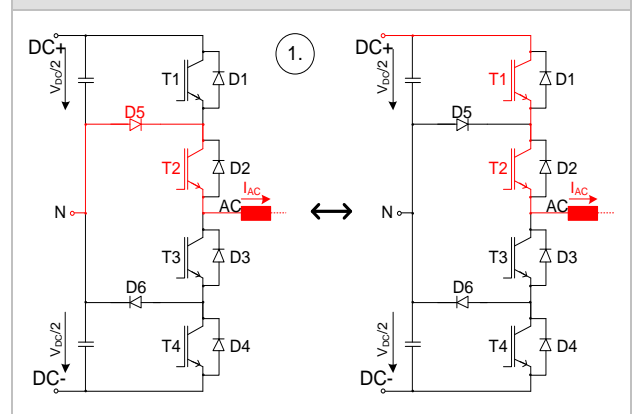 DC+
V_DC/2
T1
D1
D5
T2
D2
I_AC
AC
N
T3
D3
D6
V_DC/2
T4
D4
DC-
1.
DC+
V_DC/2
T1
D1
D5
T2
D2
I_AC
AC
N
T3
D3
D6
V_DC/2
T4
D4
DC-